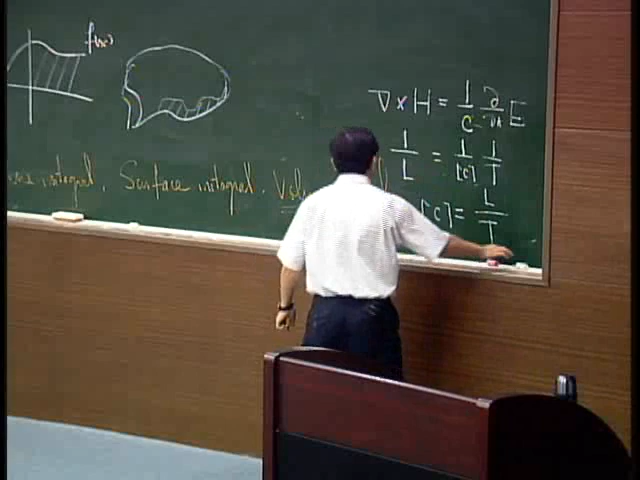 f(x)
∇ × H = 1/C ∂/∂t E
1/L = 1/[C] 1/T
integral, Surface integral, Vol
[C] = L/T